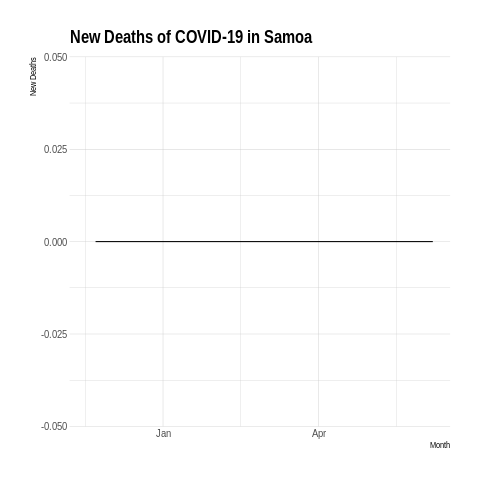 New Deaths of COVID-19 in Samoa
New Deaths
0.050
0.025
0.000
-0.025
-0.050
Jan Apr
Month